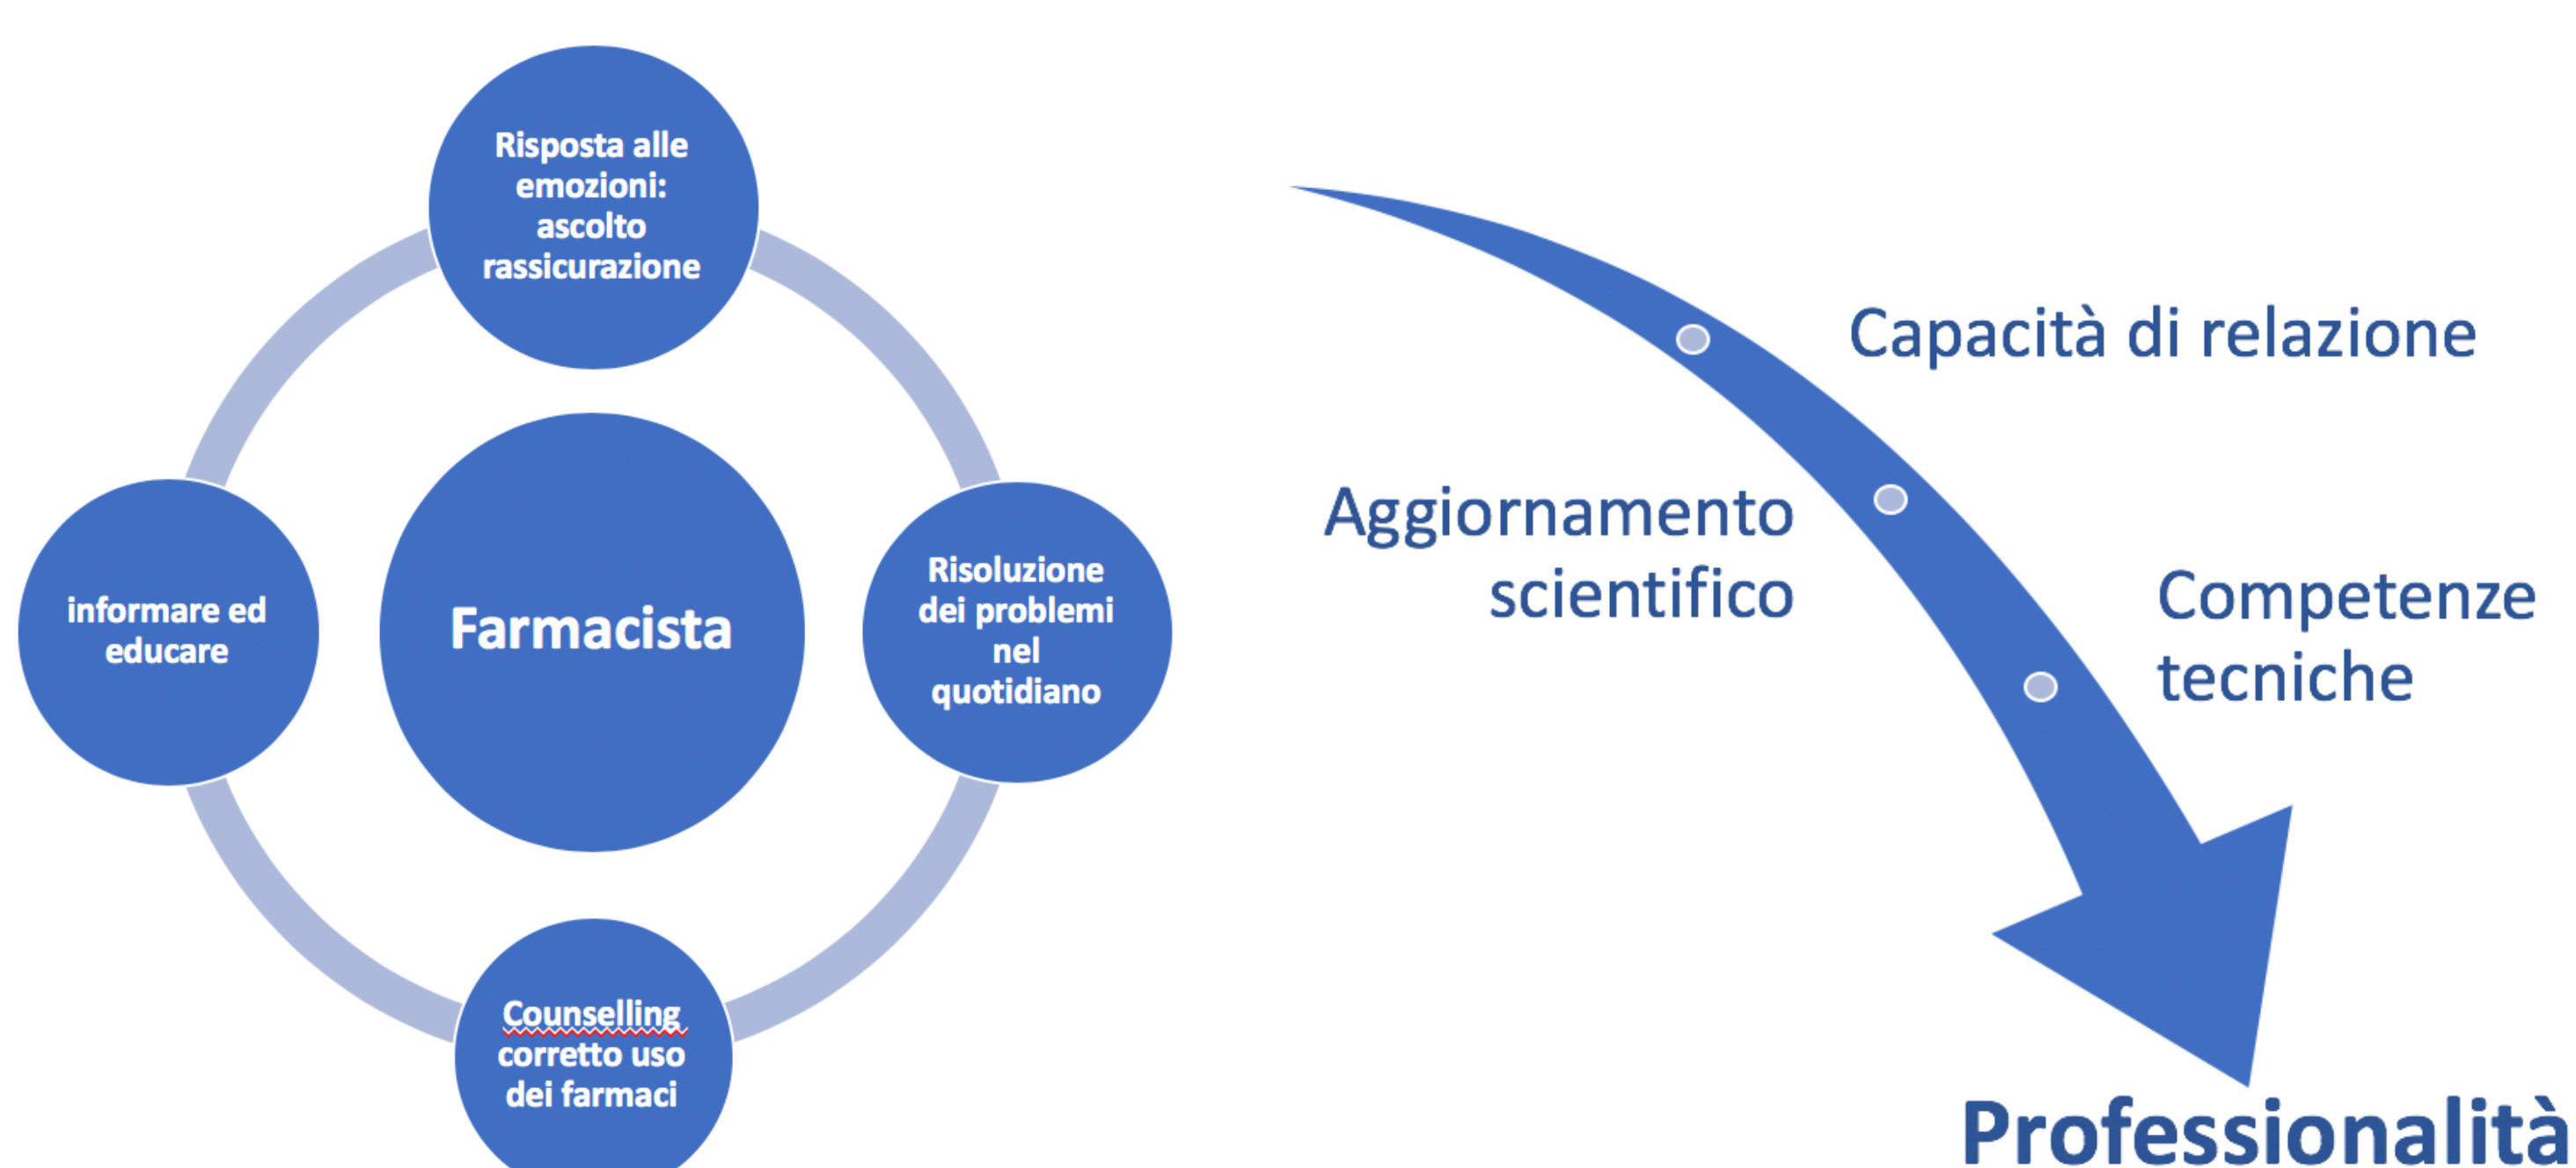 Risposta alle
emozioni:
ascolto
rassicurazione
informare ed
educare
Farmacista
Risoluzione
dei problemi
nel
quotidiano
Counselling
corretto uso
dei farmaci
Capacità di relazione
Aggiornamento
scientifico
Competenze
tecniche
Professionalità